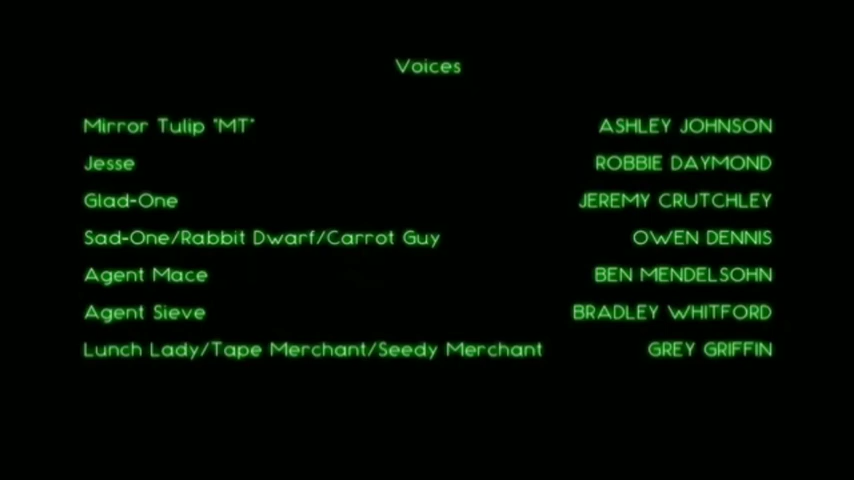 Voices
Mirror Tulip "MT" ASHLEY JOHNSON
Jesse ROBBIE DAYMOND
Glad-One JEREMY CRUTCHLEY
Sad-One/Rabbit Dwarf/Carrot Guy OWEN DENNIS
Agent Mace BEN MENDELSOHN
Agent Sieve BRADLEY WHITFORD
Lunch Lady/Tape Merchant/Seedy Merchant GREY GRIFFIN